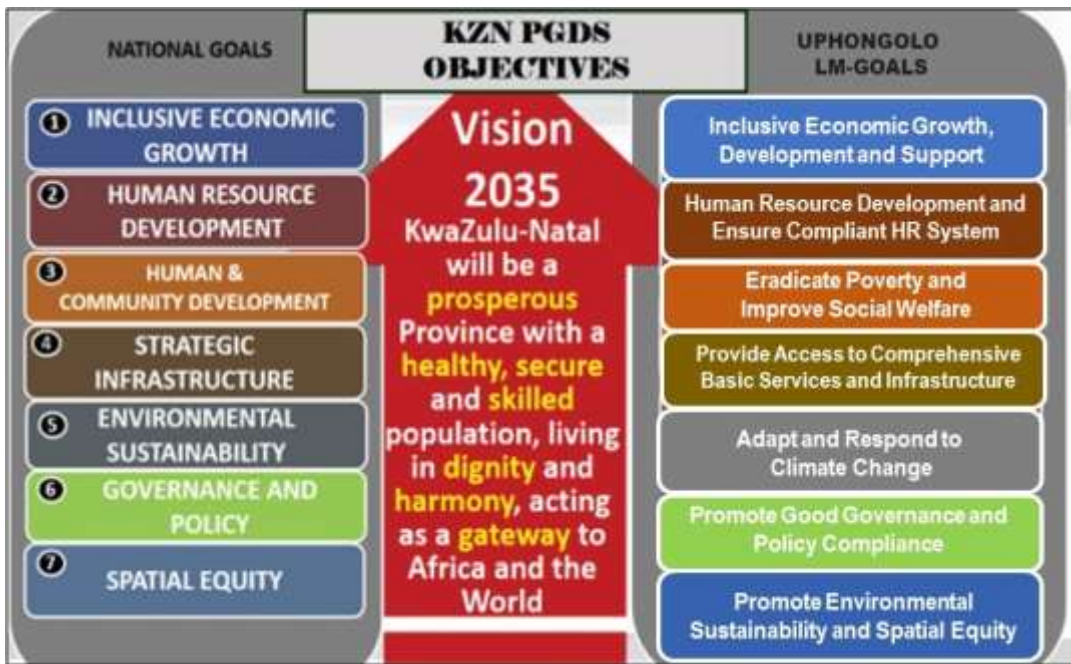 NATIONAL GOALS
1 INCLUSIVE ECONOMIC
GROWTH
2 HUMAN RESOURCE
DEVELOPMENT
3 HUMAN &
COMMUNITY DEVELOPMENT
4 STRATEGIC
INFRASTRUCTURE
5 ENVIRONMENTAL
SUSTAINABILITY
6 GOVERNANCE AND
POLICY
7 SPATIAL EQUITY
KZN PGDS
OBJECTIVES
Vision
2035
KwaZulu-Natal
will be a
prosperous
Province with a
healthy, secure
and skilled
population, living
in dignity and
harmony, acting
as a gateway to
Africa and the
World
UPHONGOLO
LM-GOALS
Inclusive Economic Growth,
Development and Support
Human Resource Development and
Ensure Compliant HR System
Eradicate Poverty and
Improve Social Welfare
Provide Access to Comprehensive
Basic Services and Infrastructure
Adapt and Respond to
Climate Change
Promote Good Governance and
Policy Compliance
Promote Environmental
Sustainability and Spatial Equity